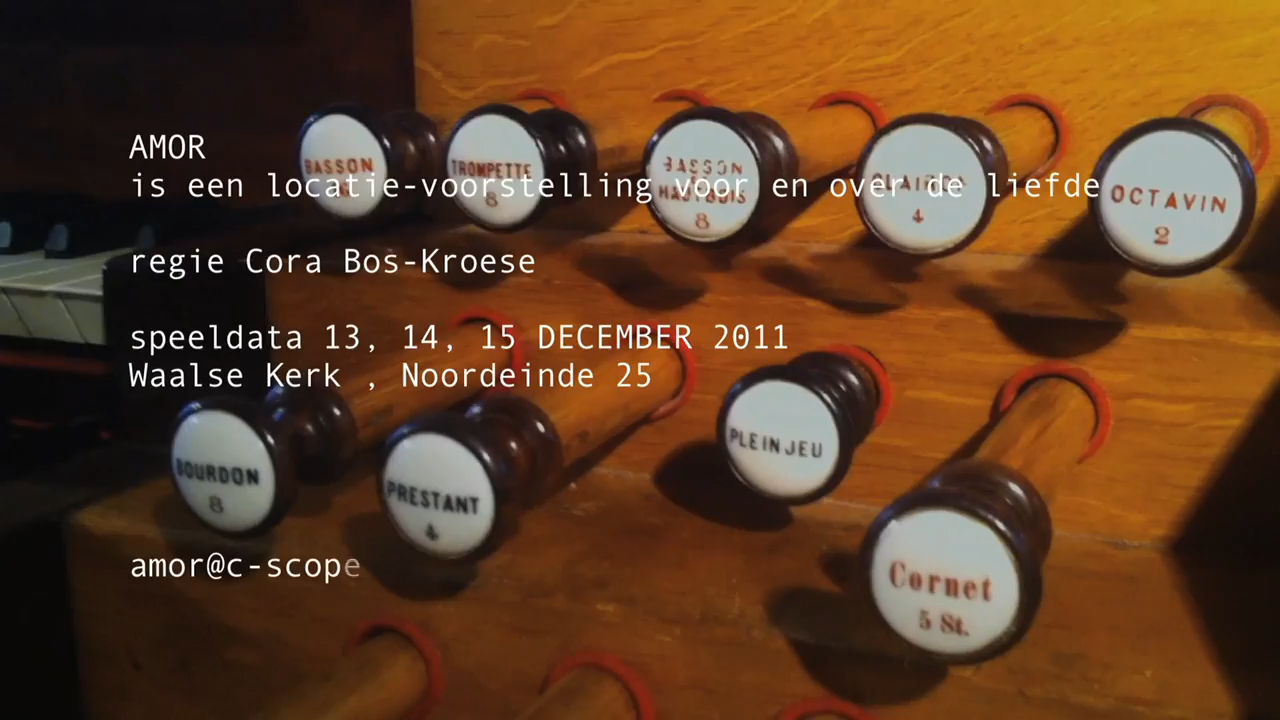 AMOR
is een locatie-voorstelling voor en over de liefde
regie Cora Bos-Kroese
speeldata 13, 14, 15 DECEMBER 2011
Waalse Kerk , Noordeinde 25
amor@c-scope
BASSON
TROMPETTE
8
BASSON
HAUTBOIS
8
4
OCTAVIN
2
BOURDON
8
PRESTANT
4
PLEIN JEU
Cornet
5 St.